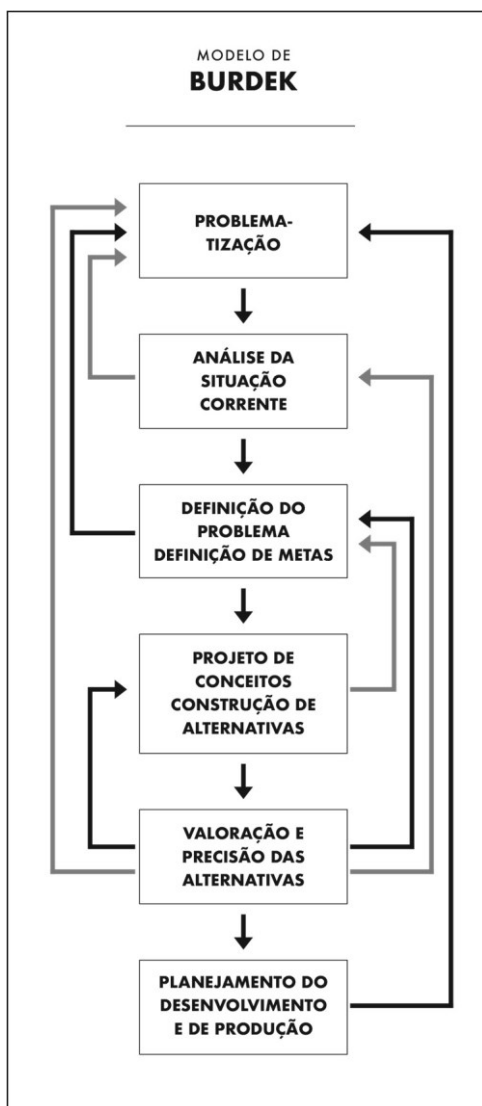 MODELO DE
BURDEK
PROBLEMA-
TIZAÇÃO
ANÁLISE DA
SITUAÇÃO
CORRENTE
DEFINIÇÃO DO
PROBLEMA
DEFINIÇÃO DE METAS
PROJETO DE
CONCEITOS
CONSTRUÇÃO DE
ALTERNATIVAS
VALORAÇÃO E
PRECISÃO DAS
ALTERNATIVAS
PLANEJAMENTO DO
DESENVOLVIMENTO
E DE PRODUÇÃO